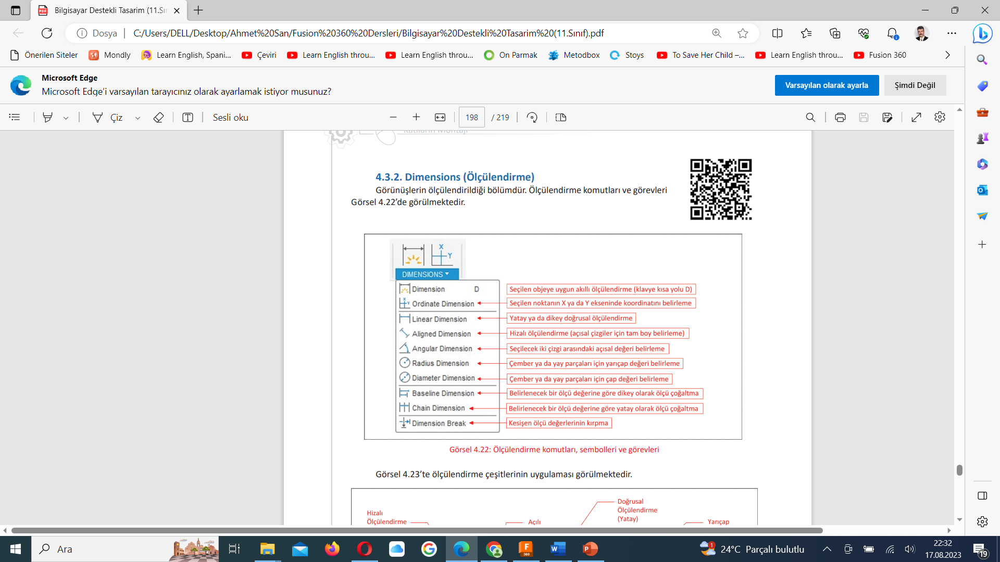 Bilgisayar Destekli Tasarim (11.Sır
Dosya
C:/Users/DELL/Desktop/Ahmet%20San/Fusion%20360%20Dersleri/Bilgisayar%20Destekli%20Tasarim%20(11.Sınıf).pdf
Önerilen Siteler
Mondly
Learn English, Spani...
Çeviri
Learn English throu...
Learn English throu...
On Parmak
Metodbox
Stoys
To Save Her Child –...
Learn English throu...
Fusion 360
Microsoft Edge
Microsoft Edge'i varsayılan tarayıcınız olarak ayarlamak istiyor musunuz?
Varsayılan olarak ayarla
Şimdi Değil
Çiz
Sesli oku
198
/ 219
Katıların Montajı
4.3.2. Dimensions (Ölçülendirme)
Görünüşlerin ölçülendirildiği bölümdür. Ölçülendirme komutları ve görevleri
Görsel 4.22'de görülmektedir.
X
Y
DIMENSIONS
Dimension D
Seçilen objeye uygun akıllı ölçülendirme (klavye kısa yolu D)
Ordinate Dimension
Seçilen noktanın X ya da Y ekseninde koordinatını belirleme
Linear Dimension
Yatay ya da dikey doğrusal ölçülendirme
Aligned Dimension
Hizalı ölçülendirme (açısal çizgiler için tam boy belirleme)
Angular Dimension
Seçilecek iki çizgi arasındaki açısal değeri belirleme
Radius Dimension
Çember ya da yay parçaları için yarıçap değeri belirleme
Diameter Dimension
Çember ya da yay parçaları için çap değeri belirleme
Baseline Dimension
Belirlenecek bir ölçü değerine göre dikey olarak ölçü çoğaltma
Chain Dimension
Belirlenecek bir ölçü değerine göre yatay olarak ölçü çoğaltma
Dimension Break
Kesişen ölçü değerlerinin kırpma
Görsel 4.22: Ölçülendirme komutları, sembolleri ve görevleri
Görsel 4.23'te ölçülendirme çeşitlerinin uygulaması görülmektedir.
Hizalı
Ölçülendirme
Açılı
Doğrusal
Ölçülendirme
(Yatay)
Yarıçap
Ara
24°C Parçalı bulutlu
22:32
17.08.2023
19